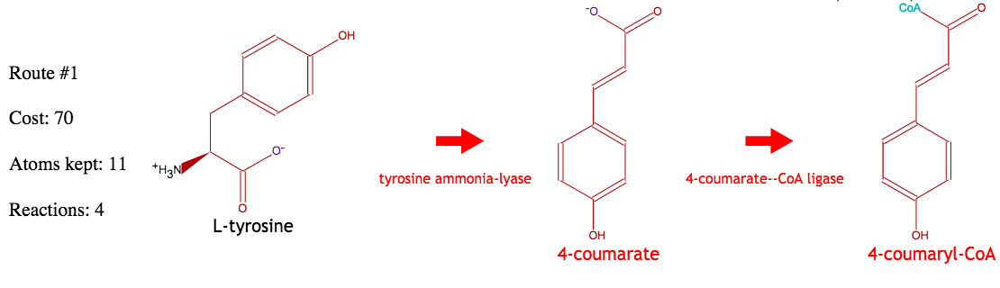 Route #1
Cost: 70
Atoms kept: 11
Reactions: 4
OH
O-
+H3N
O
L-tyrosine
tyrosine ammonia-lyase
-O
O
OH
4-coumarate
4-coumarate--CoA ligase
CoA
O
OH
4-coumaryl-CoA